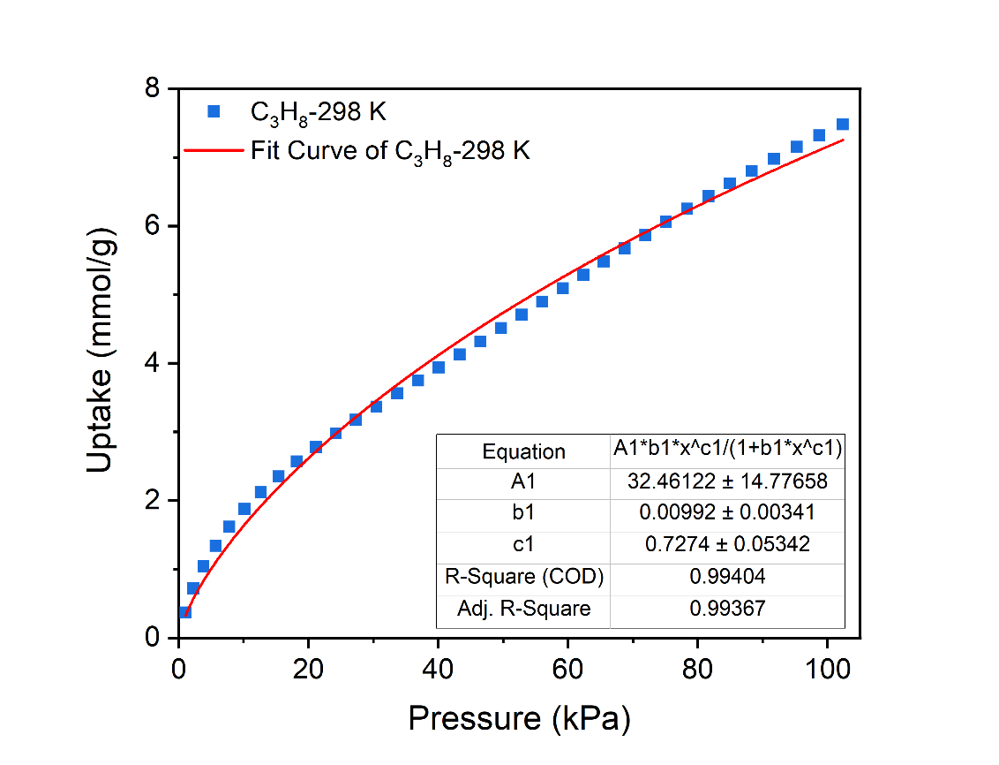 8
6
4
2
0
Uptake (mmol/g)
C₃H₈-298 K
Fit Curve of C₃H₈-298 K
Equation A1*b1*x^c1/(1+b1*x^c1)
A1 32.46122 ± 14.77658
b1 0.00992 ± 0.00341
c1 0.7274 ± 0.05342
R-Square (COD) 0.99404
Adj. R-Square 0.99367
0 20 40 60 80 100
Pressure (kPa)